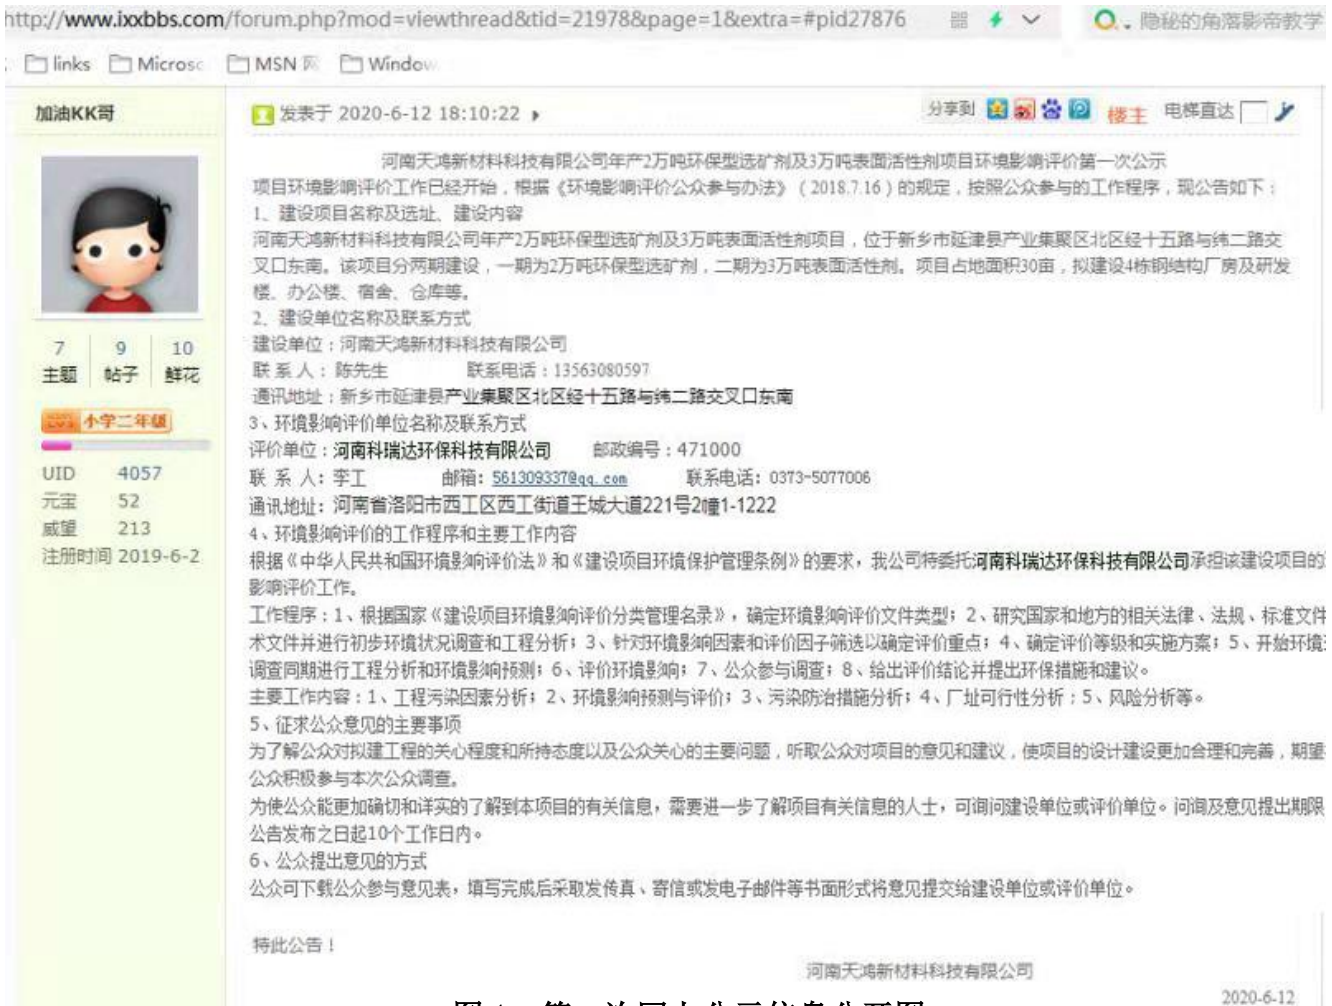 http://www.ixxbbs.com/forum.php?mod=viewthread&tid=21978&page=1&extra=#pid27876
隐秘的角落影帝教学
links Microsc MSN 网 Window
加油KK哥
发表于 2020-6-12 18:10:22
分享到 楼主 电梯直达
7 9 10
主题 帖子 鲜花
小学二年级
UID 4057
元宝 52
威望 213
注册时间 2019-6-2
河南天鸿新材料科技有限公司年产2万吨环保型选矿剂及3万吨表面活性剂项目环境影响评价第一次公示
项目环境影响评价工作已经开始，根据《环境影响评价公众参与办法》（2018.7.16）的规定，按照公众参与的工作程序，现公告如下：
1、建设项目名称及选址、建设内容
河南天鸿新材料科技有限公司年产2万吨环保型选矿剂及3万吨表面活性剂项目，位于新乡市延津县产业集聚区北区经十五路与纬二路交
叉口东南。该项目分两期建设，一期为2万吨环保型选矿剂，二期为3万吨表面活性剂。项目占地面积30亩，拟建设4栋钢结构厂房及研发
楼、办公楼、宿舍、仓库等。
2、建设单位名称及联系方式
建设单位：河南天鸿新材料科技有限公司
联 系 人：陈先生 联系电话：13563080597
通讯地址：新乡市延津县产业集聚区北区经十五路与纬二路交叉口东南
3、环境影响评价单位名称及联系方式
评价单位：河南科瑞达环保科技有限公司 邮政编号：471000
联 系 人：李工 邮箱：561309337@qq.com 联系电话：0373-5077006
通讯地址：河南省洛阳市西工区西工街道王城大道221号2幢1-1222
4、环境影响评价的工作程序和主要工作内容
根据《中华人民共和国环境影响评价法》和《建设项目环境保护管理条例》的要求，我公司特委托河南科瑞达环保科技有限公司承担该建设项目的
影响评价工作。
工作程序：1、根据国家《建设项目环境影响评价分类管理名录》，确定环境影响评价文件类型；2、研究国家和地方的相关法律、法规、标准文件
术文件并进行初步环境状况调查和工程分析；3、针对环境影响因素和评价因子筛选以确定评价重点；4、确定评价等级和实施方案；5、开始环境
调查同期进行工程分析和环境影响预测；6、评价环境影响；7、公众参与调查；8、给出评价结论并提出环保措施和建议。
主要工作内容：1、工程污染因素分析；2、环境影响预测与评价；3、污染防治措施分析；4、厂址可行性分析；5、风险分析等。
5、征求公众意见的主要事项
为了解公众对拟建工程的关心程度和所持态度以及公众关心的主要问题，听取公众对项目的意见和建议，使项目的设计建设更加合理和完善，期望
公众积极参与本次公众调查。
为使公众能更加确切和详实的了解到本项目的有关信息，需要进一步了解项目有关信息的人士，可询问建设单位或评价单位。问询及意见提出期限
公告发布之日起10个工作日内。
6、公众提出意见的方式
公众可下载公众参与意见表，填写完成后采取发传真、寄信或发电子邮件等书面形式将意见提交给建设单位或评价单位。
特此公告！
河南天鸿新材料科技有限公司
2020-6-12